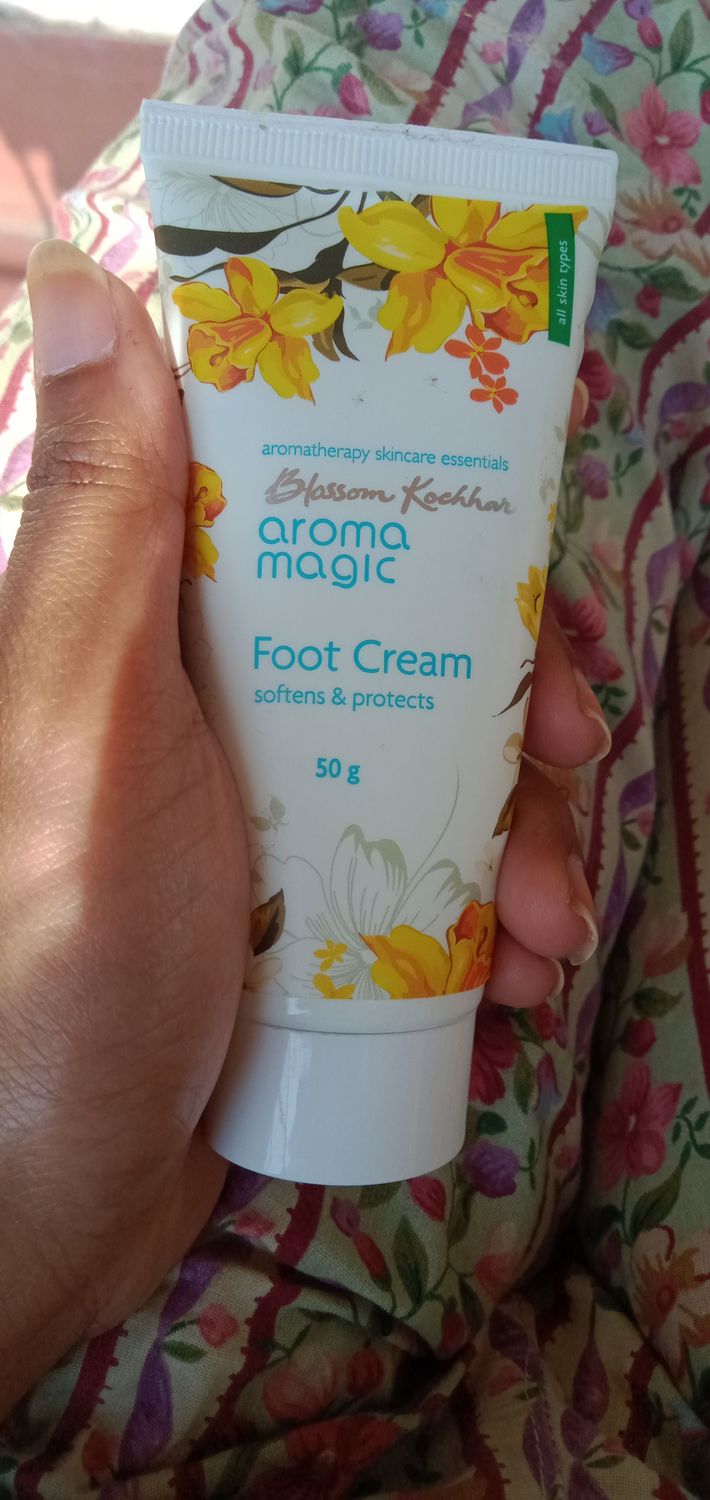 all skin types
aromatherapy skincare essentials
Blossom Kochhar
aroma
magic
Foot Cream
softens & protects
50 g